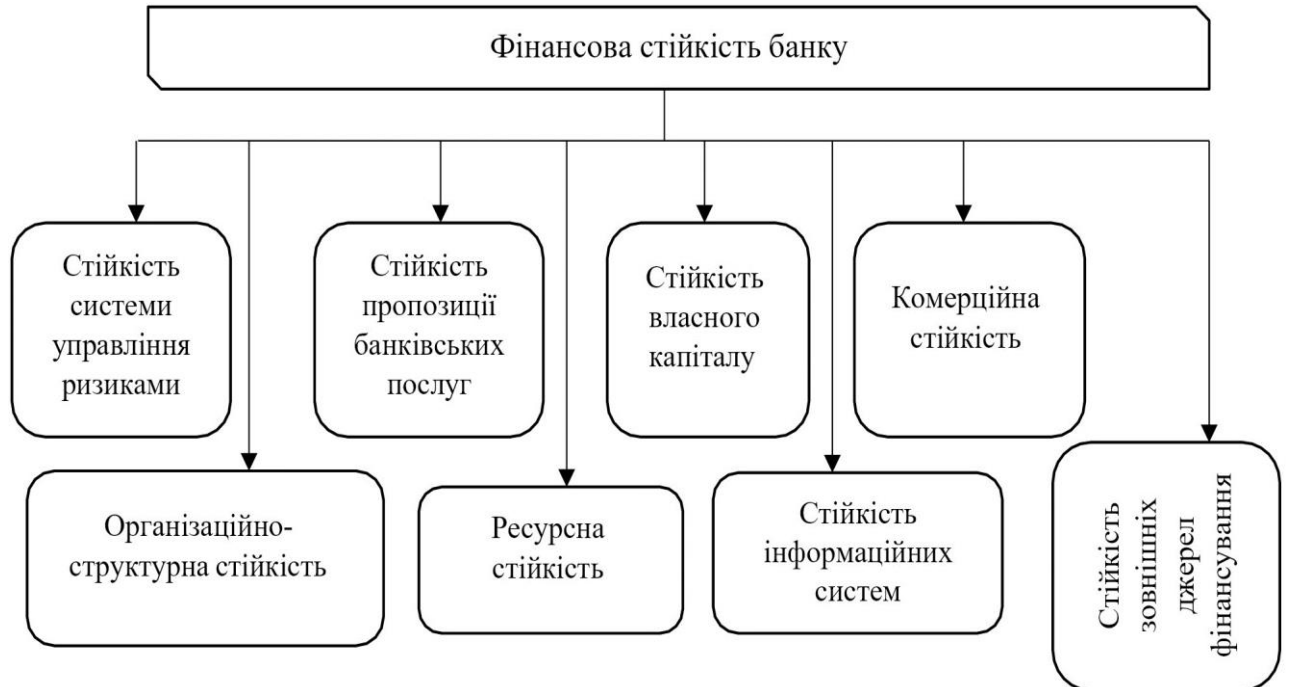 Фінансова стійкість банку
Стійкість
системи
управління
ризиками
Стійкість
пропозиції
банківських
послуг
Стійкість
власного
капіталу
Комерційна
стійкість
Організаційно-
структурна стійкість
Ресурсна
стійкість
Стійкість
інформаційних
систем
Стійкість
зовнішніх
джерел
фінансування